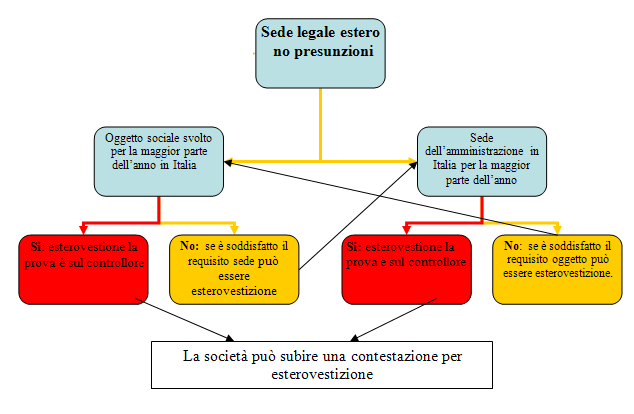 Sede legale estero
no presunzioni
Oggetto sociale svolto
per la maggior parte
dell'anno in Italia
Sede
dell'amministrazione in
Italia per la maggior
parte dell'anno
Si: esterovestione la
prova è sul controllore
No: se è soddisfatto il
requisito sede può
essere
esterovestizione
Si: esterovestione la
prova è sul controllore
No: se è soddisfatto il
requisito oggetto può
essere esterovestizione.
La società può subire una contestazione per
esterovestizione